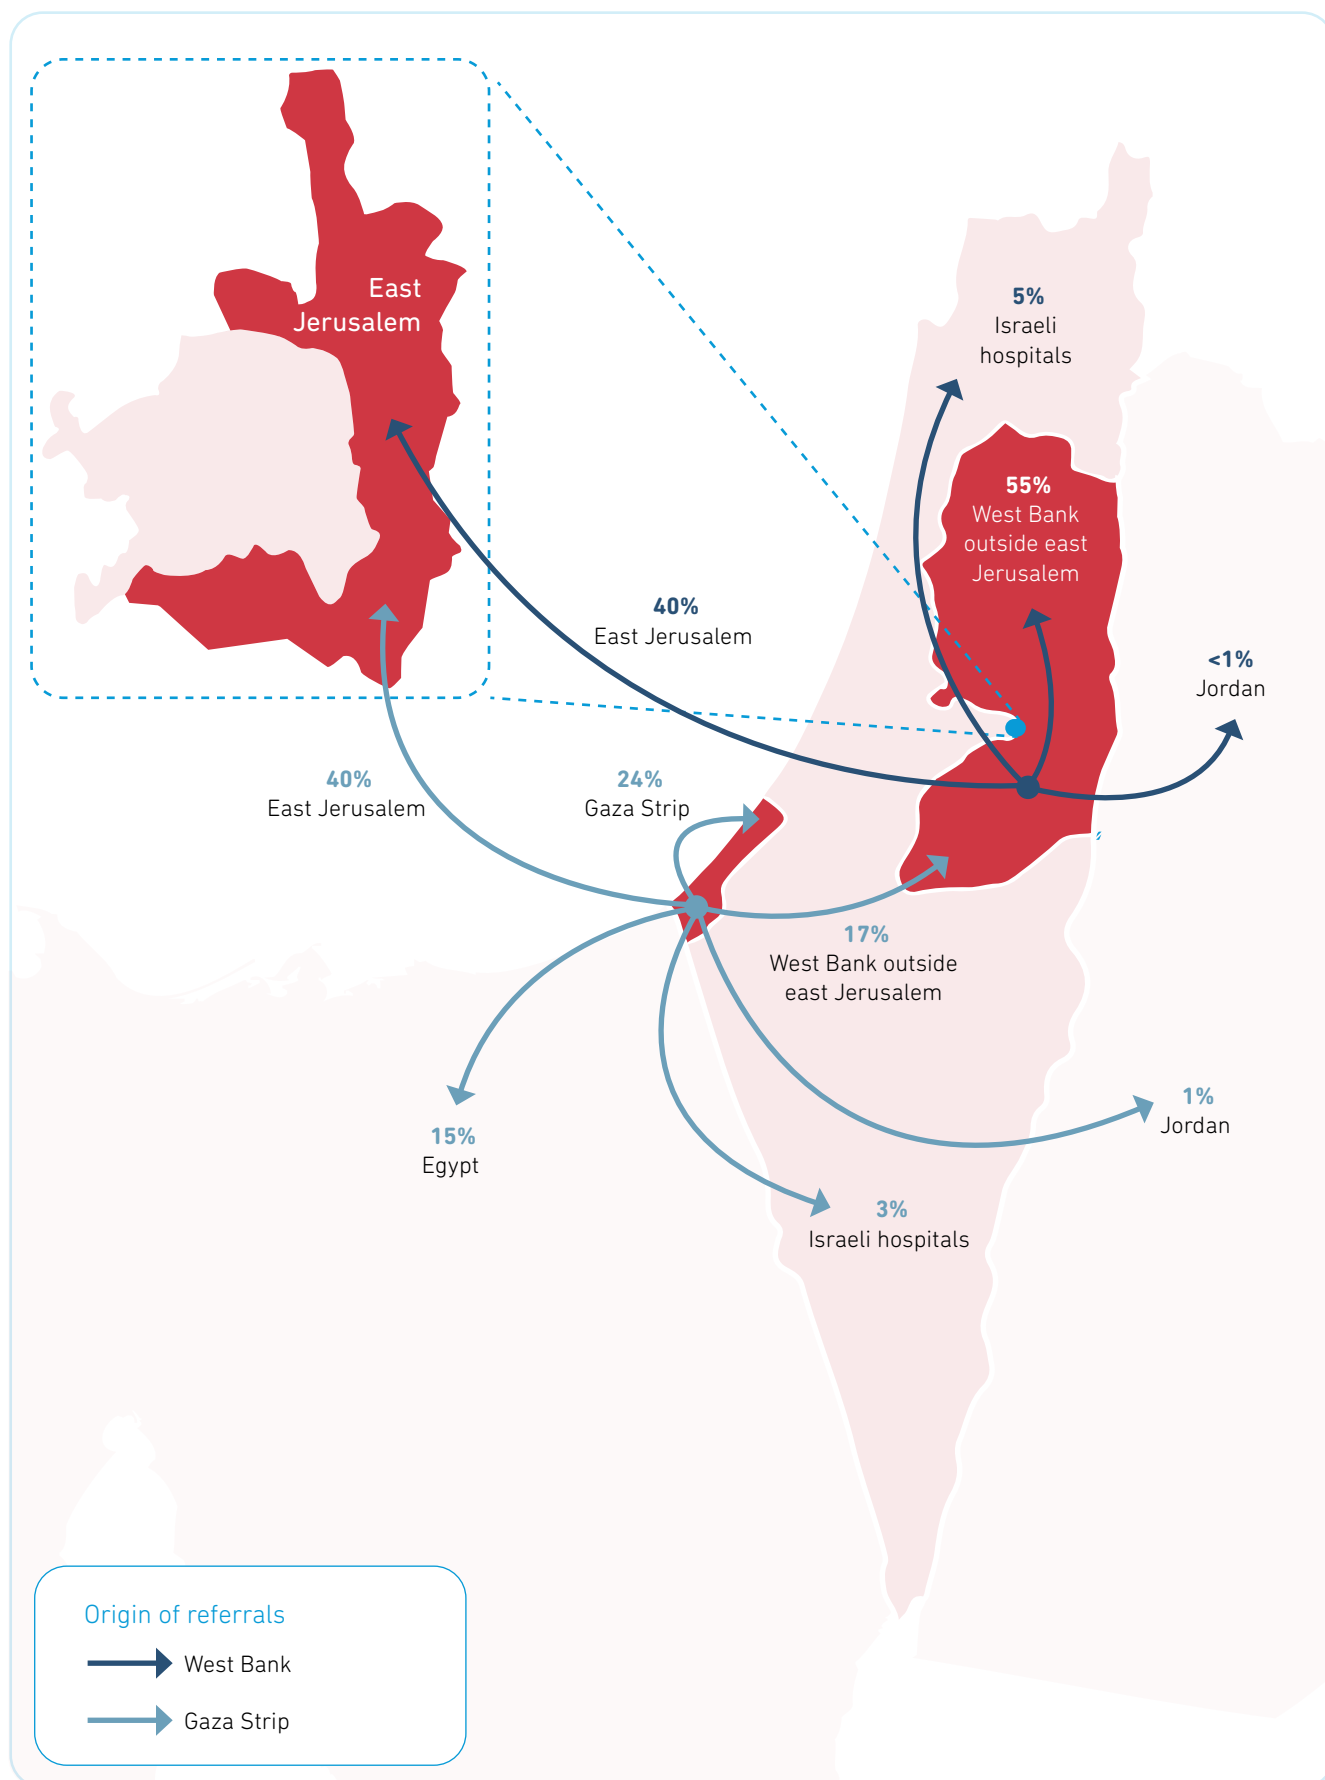 East
Jerusalem
5%
Israeli
hospitals
55%
West Bank
outside east
Jerusalem
40%
East Jerusalem
<1%
Jordan
40%
East Jerusalem
24%
Gaza Strip
17%
West Bank outside
east Jerusalem
15%
Egypt
1%
Jordan
3%
Israeli hospitals
Origin of referrals
West Bank
Gaza Strip